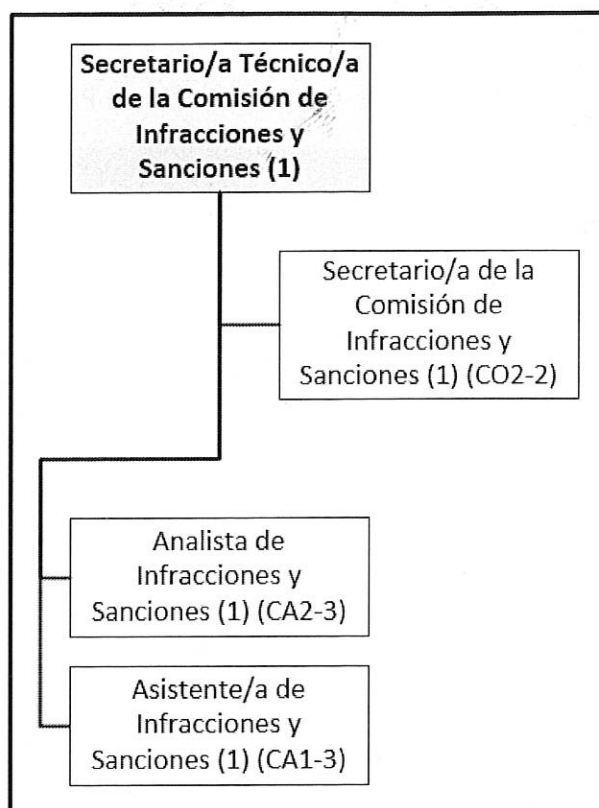 Secretario/a Técnico/a
de la Comisión de
Infracciones y
Sanciones (1)
Secretario/a de la
Comisión de
Infracciones y
Sanciones (1) (CO2-2)
Analista de
Infracciones y
Sanciones (1) (CA2-3)
Asistente/a de
Infracciones y
Sanciones (1) (CA1-3)